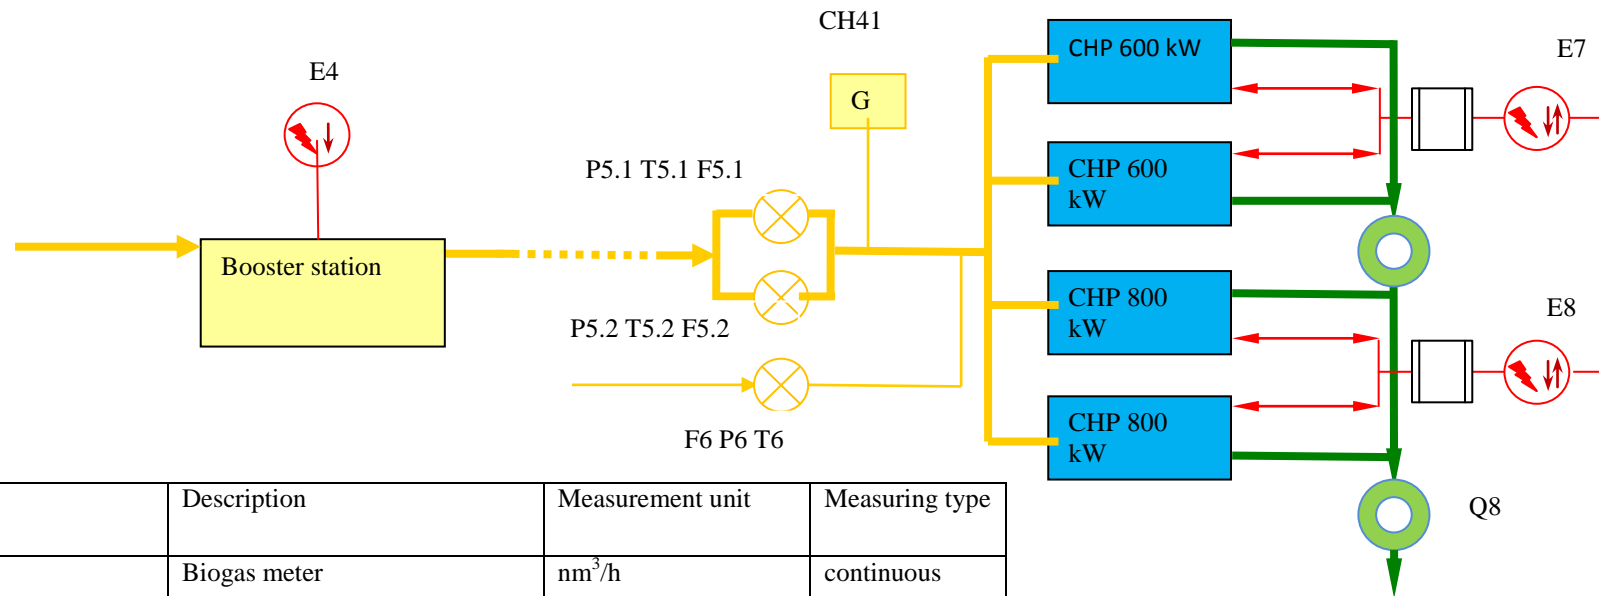 CH41
E4
E7
CHP 600 kW
G
P5.1 T5.1 F5.1
CHP 600
kW
Booster station
CHP 800
kW
E8
P5.2 T5.2 F5.2
F6 P6 T6
CHP 800
kW
Q8
Description Measurement unit Measuring type
Biogas meter nm³/h continuous